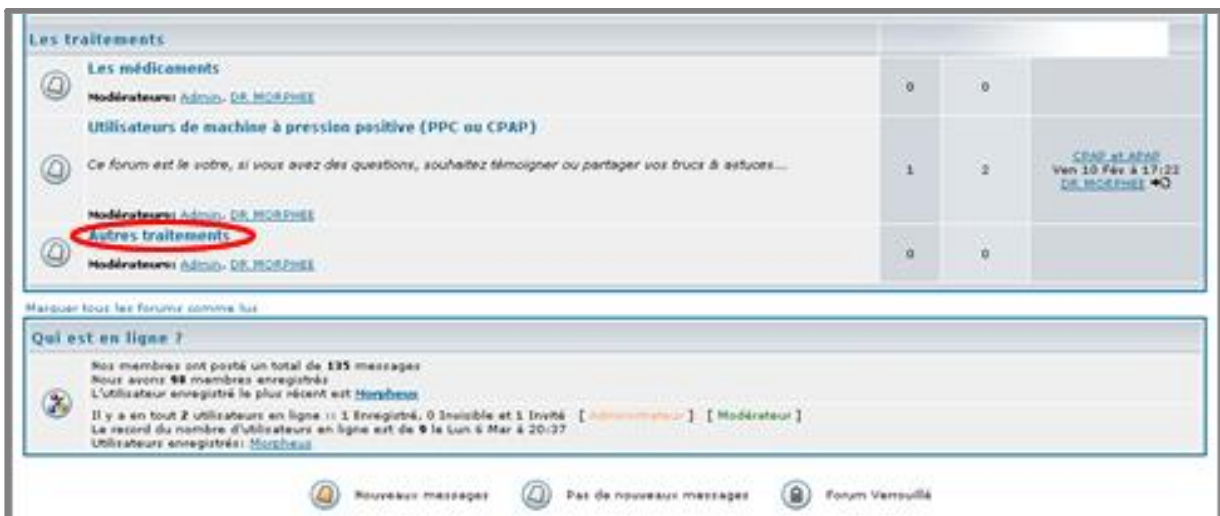 Les traitements
Les médicaments
Modérateurs: Admin, DR. MORPHEE
0 0
Utilisateurs de machine à pression positive (PPC ou CPAP)
Ce forum est le votre, si vous avez des questions, souhaitez témoigner ou partager vos trucs & astuces...
Modérateurs: Admin, DR. MORPHEE
1 2
CPAP et APAP
Ven 10 Fév à 17:22
DR. MORPHEE
Autres traitements
Modérateurs: Admin, DR. MORPHEE
0 0
Marquer tous les forums comme lus
Qui est en ligne ?
Nos membres ont posté un total de 135 messages
Nous avons 98 membres enregistrés
L'utilisateur enregistré le plus récent est Morpheus
Il y a en tout 2 utilisateurs en ligne :: 1 Enregistré, 0 Invisible et 1 Invité [ Administrateur ] [ Modérateur ]
Le record du nombre d'utilisateurs en ligne est de 9 le Lun 6 Mar à 20:37
Utilisateurs enregistrés: Morpheus
Nouveaux messages Pas de nouveaux messages Forum Verrouillé